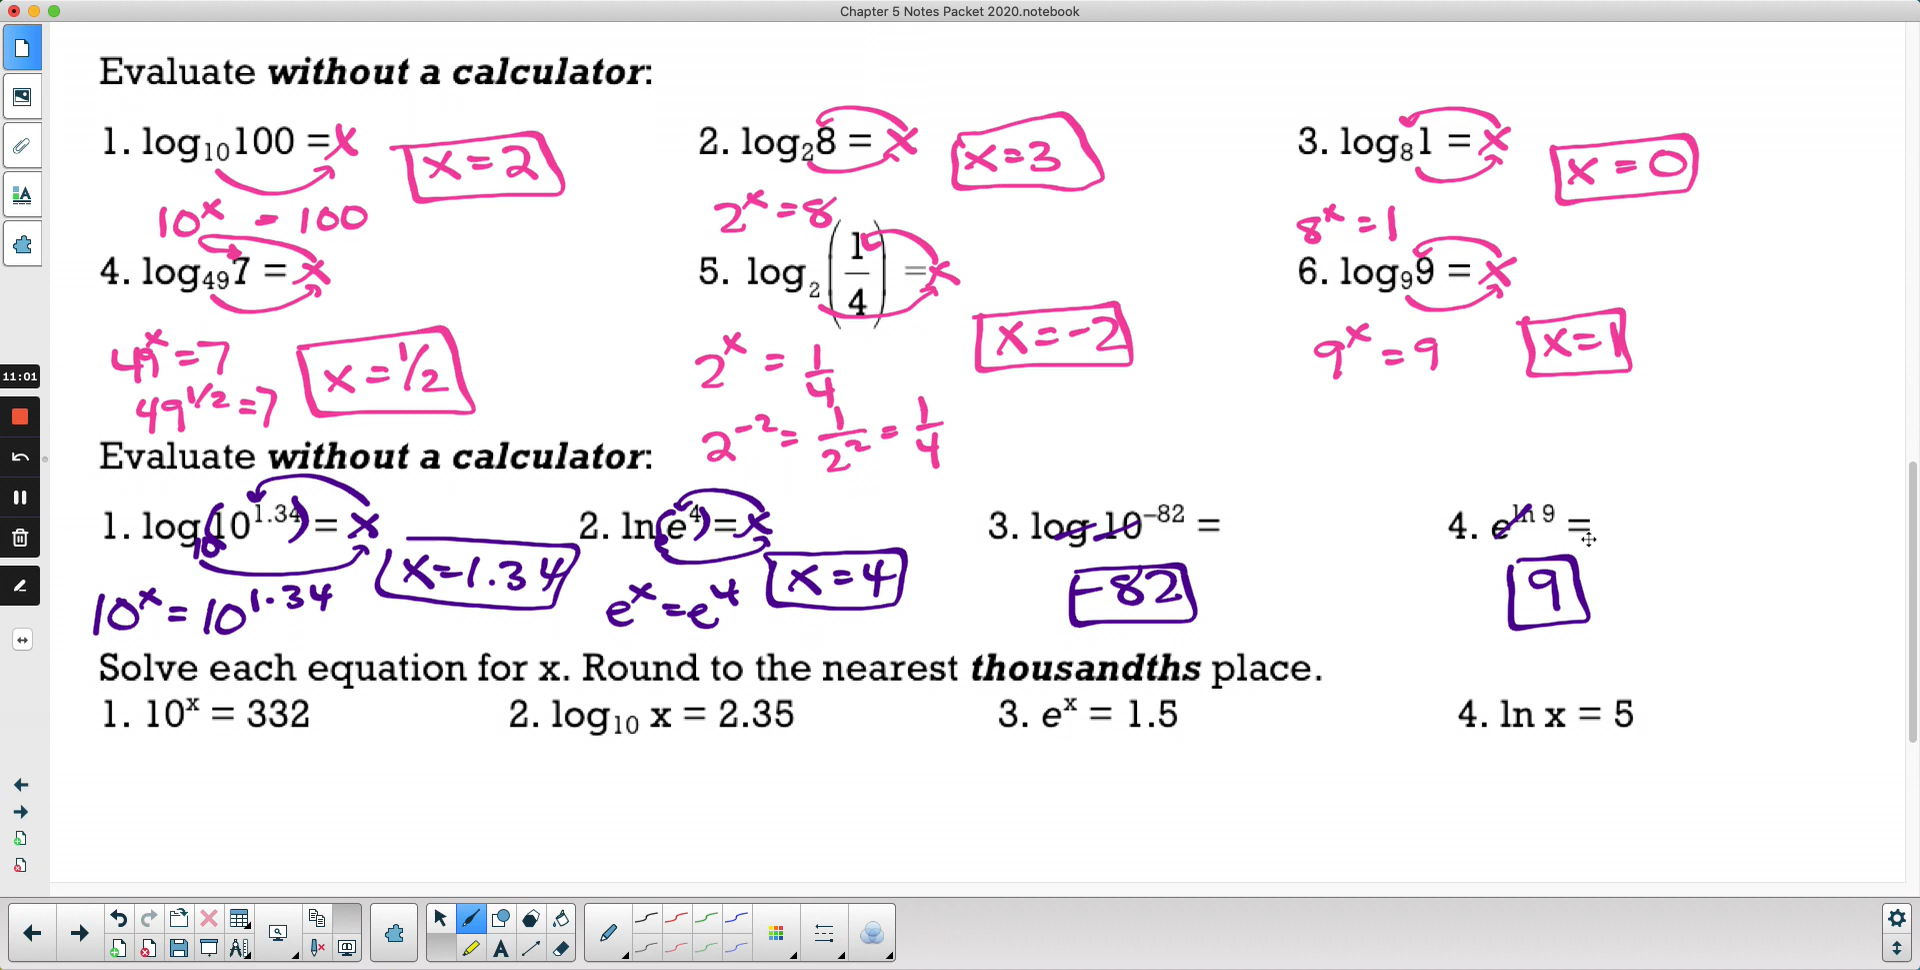 Chapter 5 Notes Packet 2020.notebook
Evaluate without a calculator:
1. log₁₀100 = x   x = 2
10ˣ = 100
2. log₂8 = x   x = 3
2ˣ = 8
3. log₈1 = x   x = 0
8ˣ = 1
4. log₄₉7 = x
49ˣ = 7
49^1/2 = 7
x = 1/2
5. log₂(1/4) = x
2ˣ = 1/4
2⁻² = 1/2² = 1/4
x = -2
6. log₉9 = x
9ˣ = 9   x = 1
11:01
Evaluate without a calculator:
1. log₁₀(10^1.34) = x
10ˣ = 10^1.34   x = 1.34
2. ln(e⁴) = x
eˣ = e⁴   x = 4
3. log 10⁻⁸² =
-82
4. e^ln 9 =
9
Solve each equation for x. Round to the nearest thousandths place.
1. 10ˣ = 332   2. log₁₀ x = 2.35   3. eˣ = 1.5   4. ln x = 5